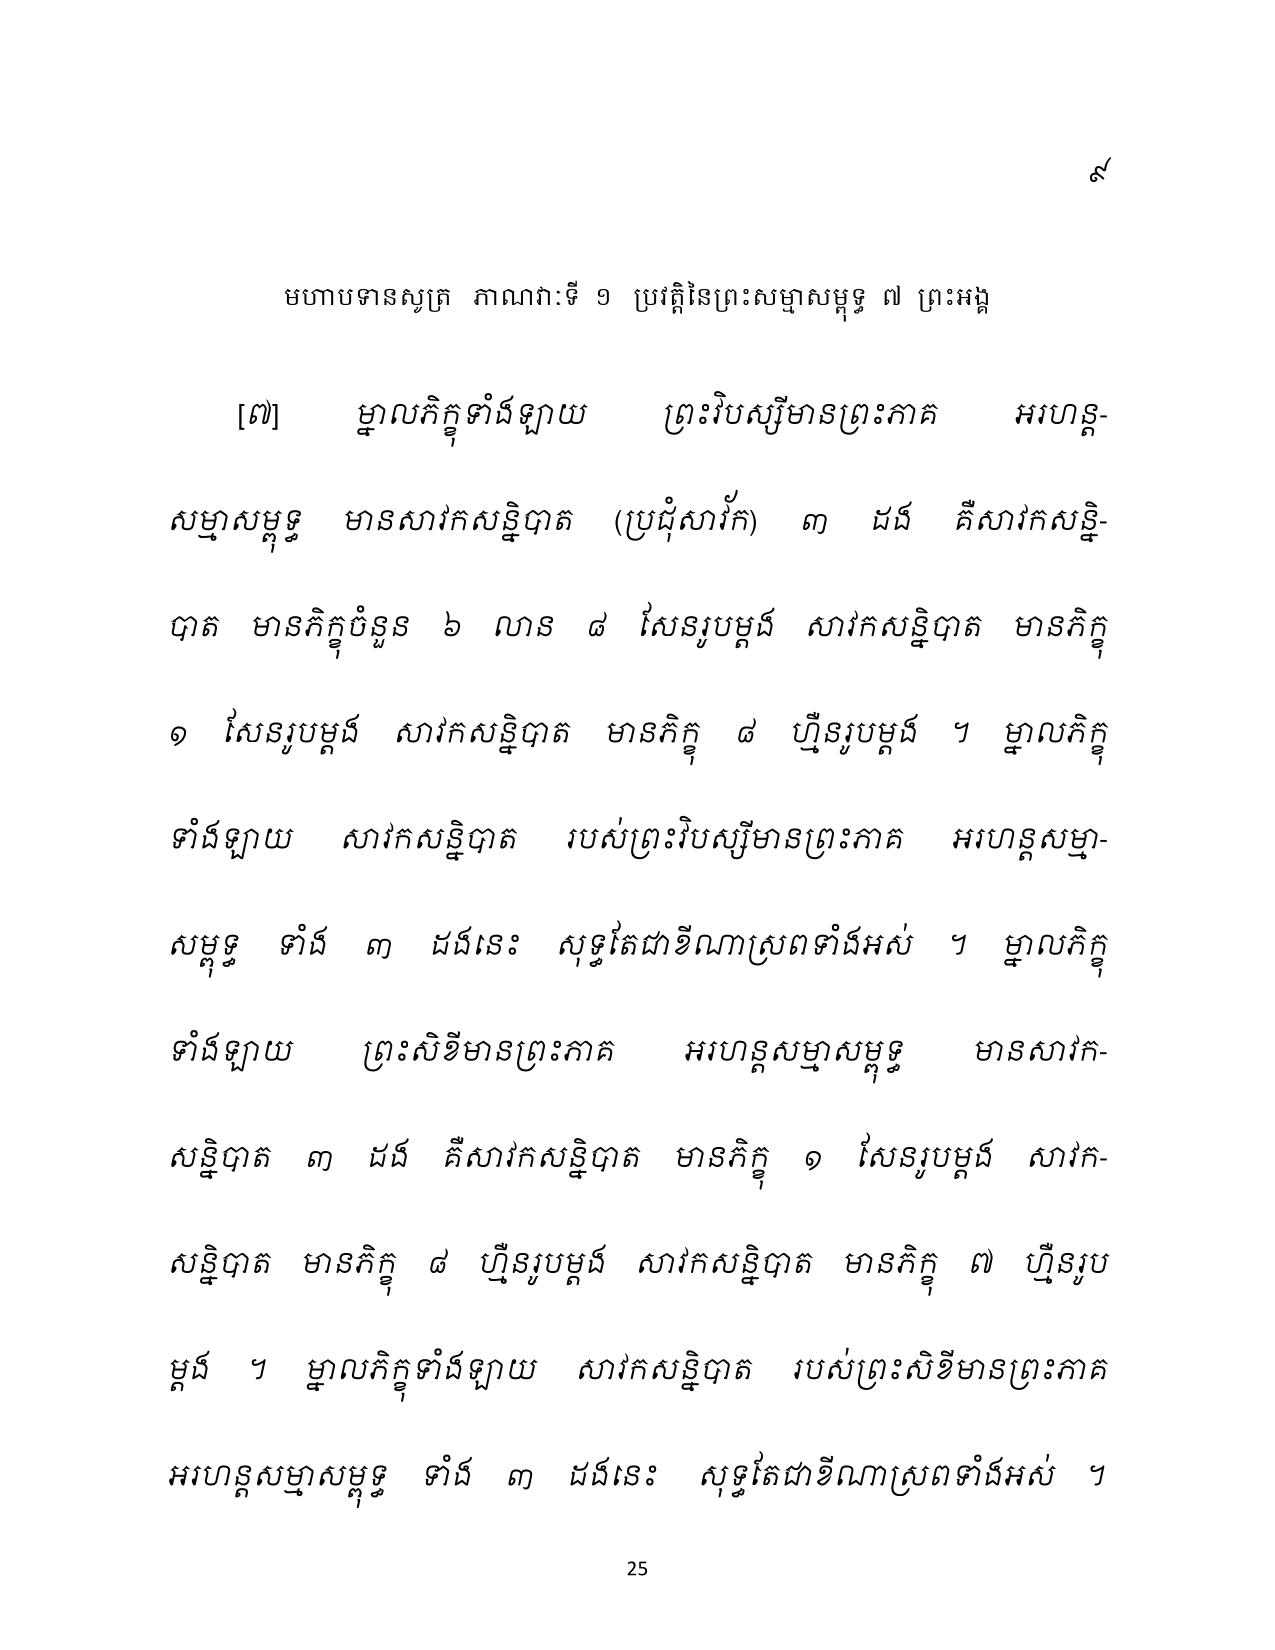 ៩
មហាបទានសូត្រ ភាណវារៈទី ១ ប្រវត្តិនៃព្រះសម្មាសម្ពុទ្ធ ៧ ព្រះអង្គ
[៧] ម្នាលភិក្ខុទាំងឡាយ ព្រះវិបស្សីមានព្រះភាគ អរហន្ត-
សម្មាសម្ពុទ្ធ មានសាវកសន្និបាត (ប្រជុំសាវ័ក) ៣ ដង គឺសាវកសន្និ-
បាត មានភិក្ខុចំនួន ៦ លាន ៨ សែនរូបម្តង សាវកសន្និបាត មានភិក្ខុ
១ សែនរូបម្តង សាវកសន្និបាត មានភិក្ខុ ៨ ហ្មឺនរូបម្តង ។ ម្នាលភិក្ខុ
ទាំងឡាយ សាវកសន្និបាត របស់ព្រះវិបស្សីមានព្រះភាគ អរហន្តសម្មា-
សម្ពុទ្ធ ទាំង ៣ ដងនេះ សុទ្ធតែជាខីណាស្រពទាំងអស់ ។ ម្នាលភិក្ខុ
ទាំងឡាយ ព្រះសិខីមានព្រះភាគ អរហន្តសម្មាសម្ពុទ្ធ មានសាវក-
សន្និបាត ៣ ដង គឺសាវកសន្និបាត មានភិក្ខុ ១ សែនរូបម្តង សាវក-
សន្និបាត មានភិក្ខុ ៨ ហ្មឺនរូបម្តង សាវកសន្និបាត មានភិក្ខុ ៧ ហ្មឺនរូប
ម្តង ។ ម្នាលភិក្ខុទាំងឡាយ សាវកសន្និបាត របស់ព្រះសិខីមានព្រះភាគ
អរហន្តសម្មាសម្ពុទ្ធ ទាំង ៣ ដងនេះ សុទ្ធតែជាខីណាស្រពទាំងអស់ ។
25